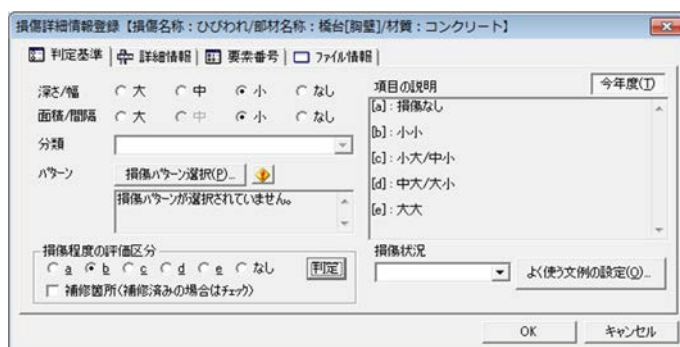 損傷詳細情報登録【損傷名称:ひびわれ/部材名称:橋台[胸壁]/材質:コンクリート】
判定基準 詳細情報 要素番号 ファイル情報
深さ/幅 大 中 小 なし
面積/間隔 大 中 小 なし
分類
パターン 損傷パターン選択(P)...
損傷パターンが選択されていません。
損傷程度の評価区分
a b c d e なし 判定
補修箇所(補修済みの場合はチェック)
項目の説明 今年度(T)
[a]:損傷なし
[b]:小小
[c]:小大/中小
[d]:中大/大小
[e]:大大
損傷状況
よく使う文例の設定(O)...
OK キャンセル